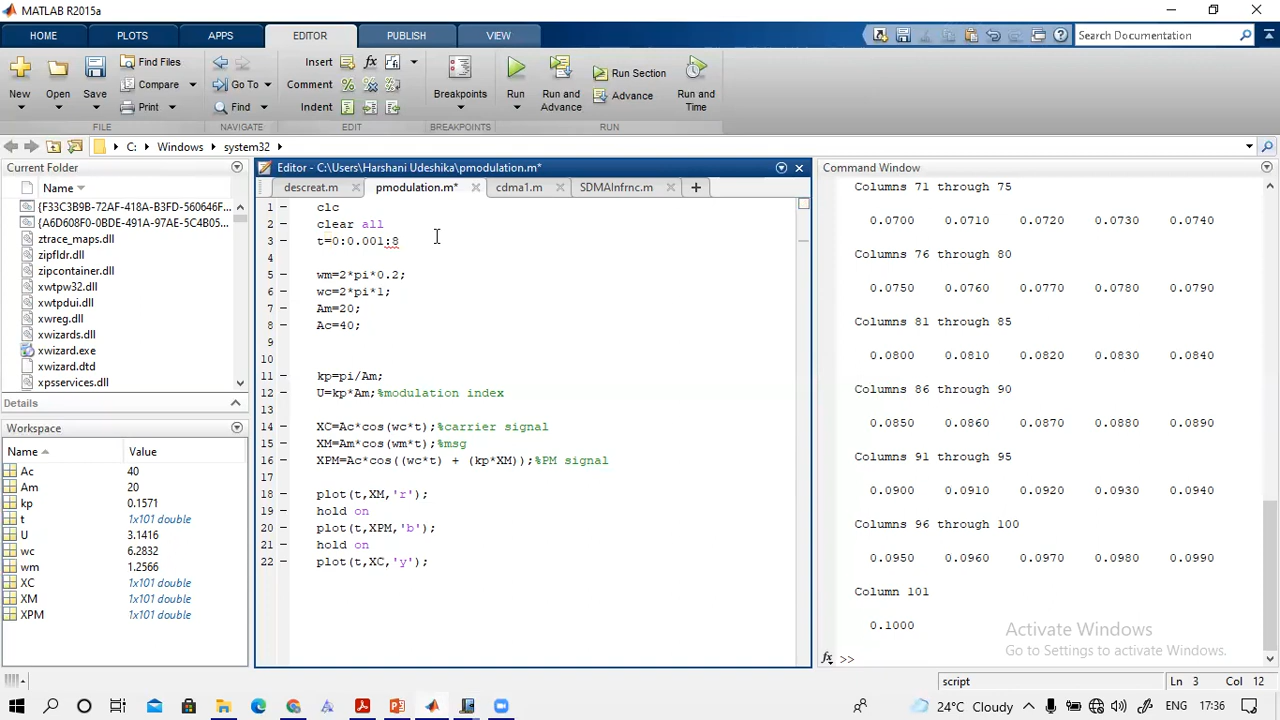 MATLAB R2015a
HOME PLOTS APPS EDITOR PUBLISH VIEW Search Documentation
New Open Save Find Files Compare Print Go To Find Insert fx Comment Indent Breakpoints Run Run and Advance Run Section Advance Run and Time
FILE NAVIGATE EDIT BREAKPOINTS RUN
C: Windows system32
Current Folder
Name
{F33C3B9B-72AF-418A-B3FD-560646F...
{A6D608F0-0BDE-491A-97AE-5C4B05...
ztrace_maps.dll
zipfldr.dll
zipcontainer.dll
xwtpw32.dll
xwtpdui.dll
xwreg.dll
xwizards.dll
xwizard.exe
xwizard.dtd
xpsservices.dll
Details
Workspace
Name Value
Ac 40
Am 20
kp 0.1571
t 1x101 double
U 3.1416
wc 6.2832
wm 1.2566
XC 1x101 double
XM 1x101 double
XPM 1x101 double
Editor - C:\Users\Harshani Udeshika\pmodulation.m*
descreat.m pmodulation.m* cdma1.m SDMAInfrnc.m
1 clc
2 clear all
3 t=0:0.001:8
4
5 wm=2*pi*0.2;
6 wc=2*pi*1;
7 Am=20;
8 Ac=40;
9
10
11 kp=pi/Am;
12 U=kp*Am;%modulation index
13
14 XC=Ac*cos(wc*t);%carrier signal
15 XM=Am*cos(wm*t);%msg
16 XPM=Ac*cos((wc*t) + (kp*XM));%PM signal
17
18 plot(t,XM,'r');
19 hold on
20 plot(t,XPM,'b');
21 hold on
22 plot(t,XC,'y');
Command Window
Columns 71 through 75
0.0700 0.0710 0.0720 0.0730 0.0740
Columns 76 through 80
0.0750 0.0760 0.0770 0.0780 0.0790
Columns 81 through 85
0.0800 0.0810 0.0820 0.0830 0.0840
Columns 86 through 90
0.0850 0.0860 0.0870 0.0880 0.0890
Columns 91 through 95
0.0900 0.0910 0.0920 0.0930 0.0940
Columns 96 through 100
0.0950 0.0960 0.0970 0.0980 0.0990
Column 101
0.1000
fx >>
Activate Windows
Go to Settings to activate Windows.
script Ln 3 Col 12
24°C Cloudy ENG 17:36